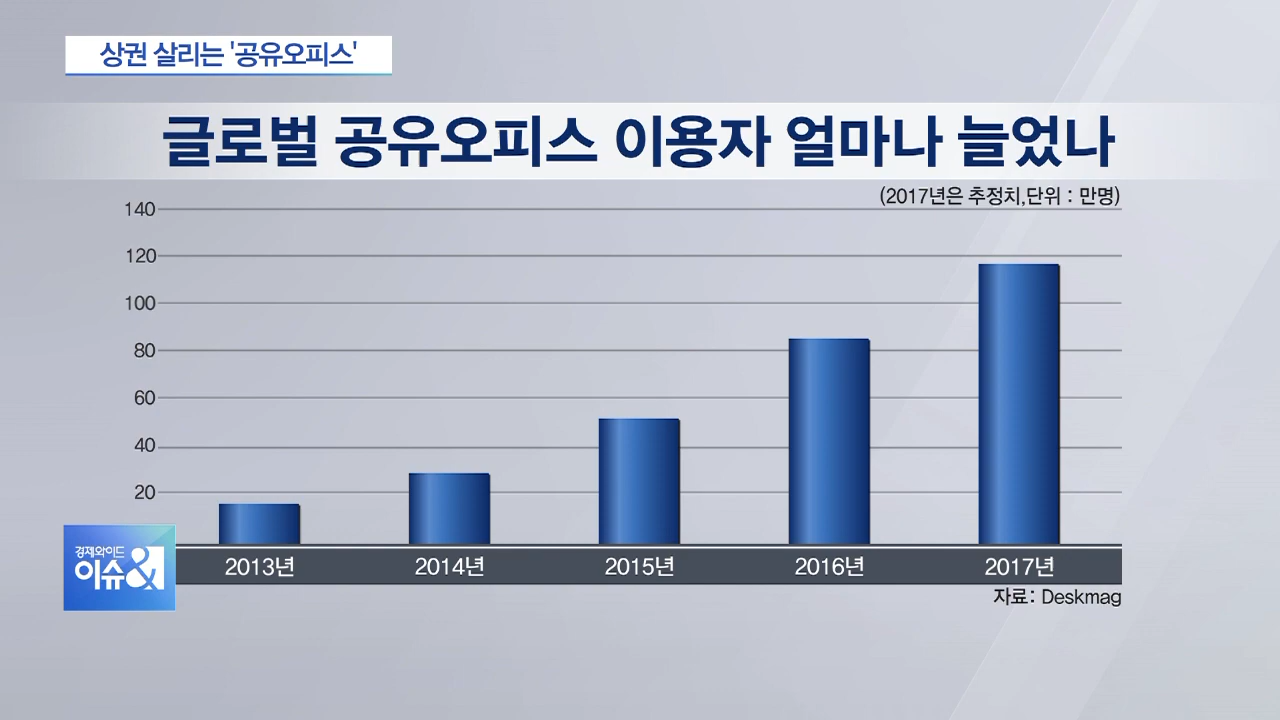 상권 살리는 '공유오피스'
글로벌 공유오피스 이용자 얼마나 늘었나
(2017년은 추정치,단위 : 만명)
140
120
100
80
60
40
20
2013년 2014년 2015년 2016년 2017년
경제와이드
이슈&
자료: Deskmag